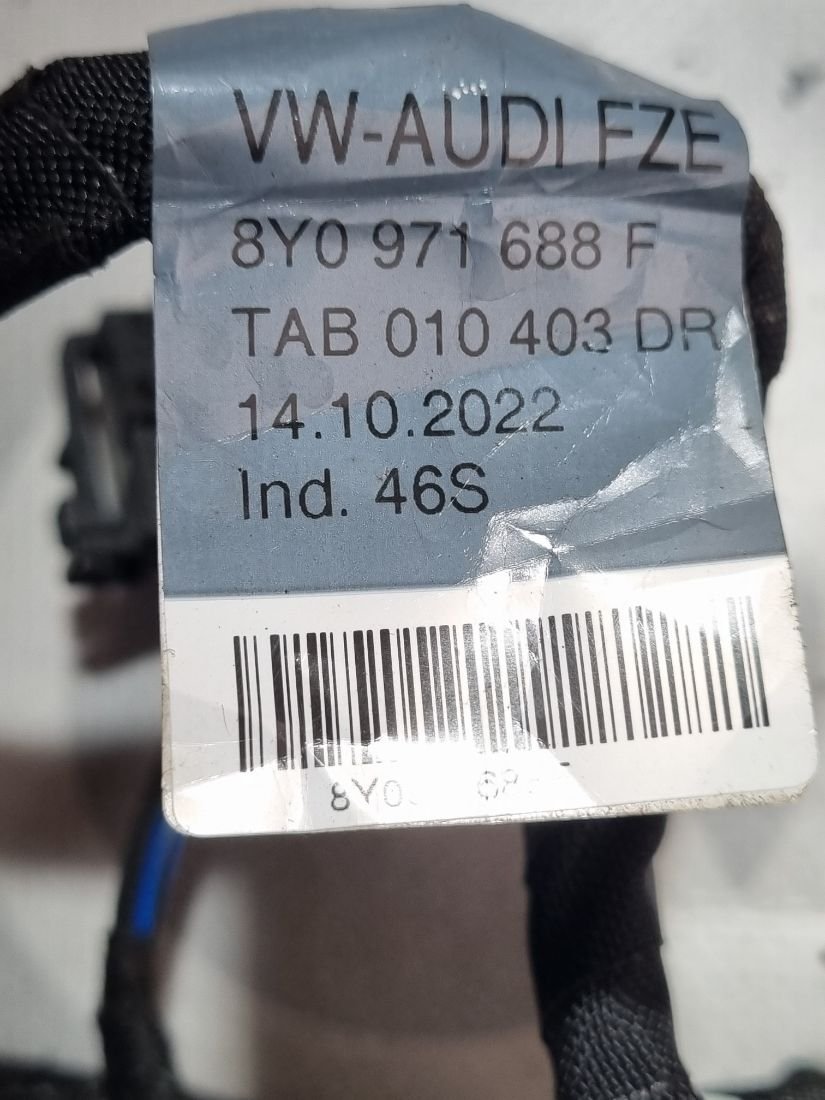 VW-AUDI FZE
8Y0 971 688 F
TAB 010 403 DR
14.10.2022
Ind. 46S